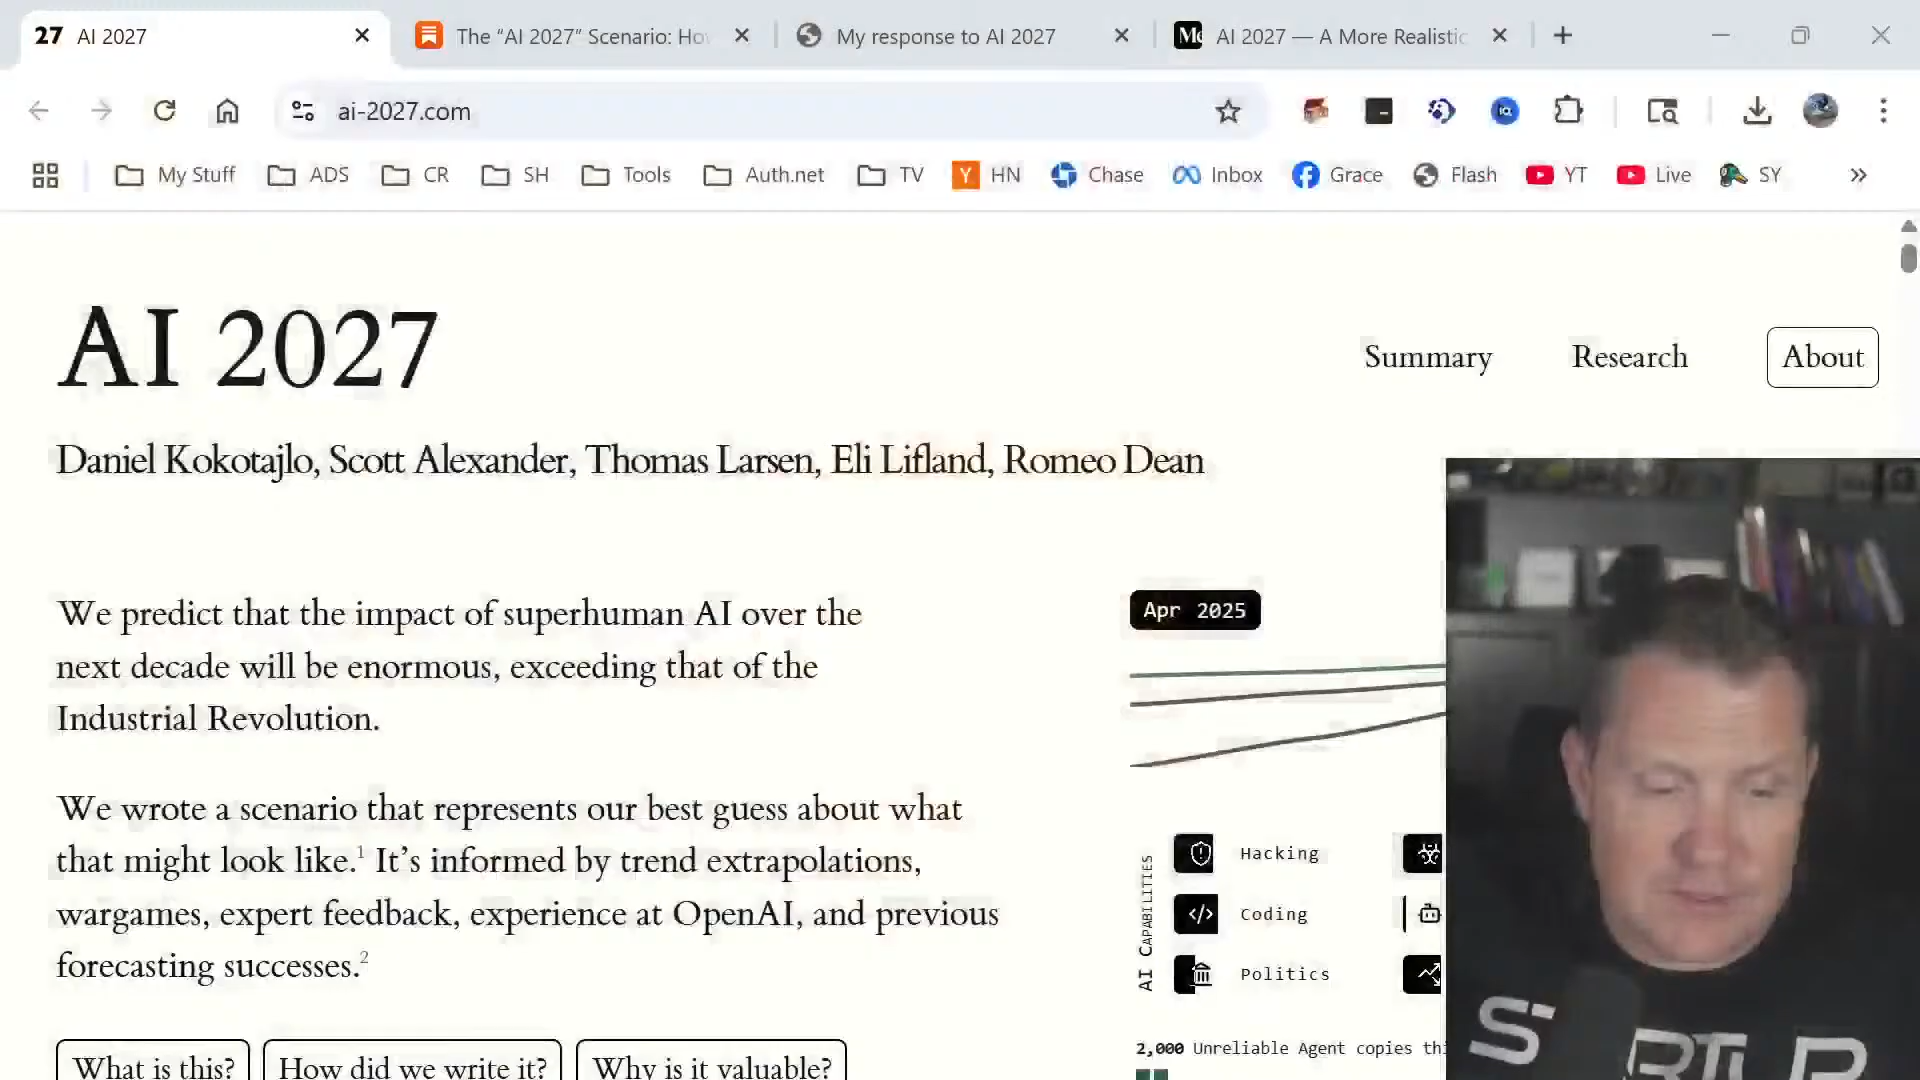 27 AI 2027
The “AI 2027” Scenario: Ho
My response to AI 2027
AI 2027 — A More Realistic
ai-2027.com
My Stuff
ADS
CR
SH
Tools
Auth.net
TV
HN
Chase
Inbox
Grace
Flash
YT
Live
SY
AI 2027
Summary
Research
About
Daniel Kokotajlo, Scott Alexander, Thomas Larsen, Eli Lifland, Romeo Dean
We predict that the impact of superhuman AI over the
next decade will be enormous, exceeding that of the
Industrial Revolution.
We wrote a scenario that represents our best guess about what
that might look like.1 It’s informed by trend extrapolations,
wargames, expert feedback, experience at OpenAI, and previous
forecasting successes.2
What is this?
How did we write it?
Why is it valuable?
Apr 2025
AI CAPABILITIES
Hacking
Coding
Politics
2,000 Unreliable Agent copies thi